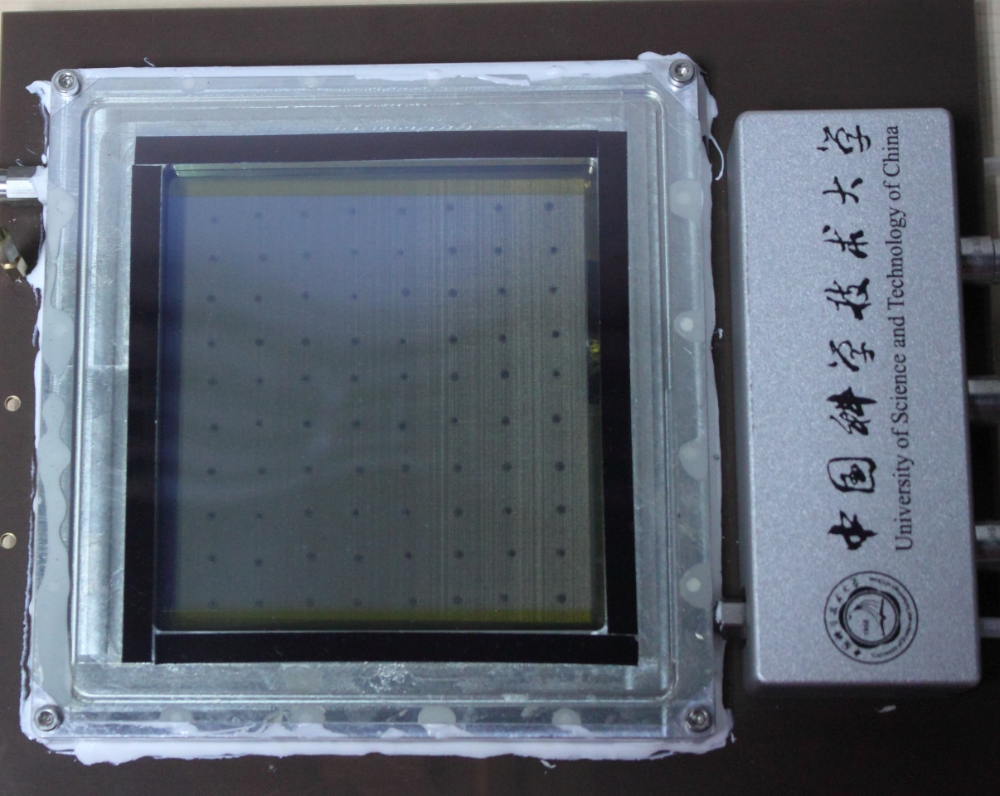 中国科学技术大学
University of Science and Technology of China